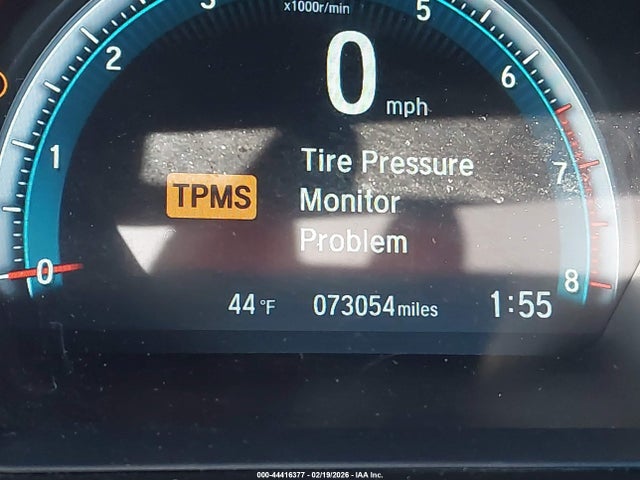 x1000r/min
3
5
2
6
0 mph
1
7
Tire Pressure
TPMS
Monitor
Problem
0
8
44 °F
073054 miles
1:55
000-44416377 - 02/19/2026 - IAA Inc.